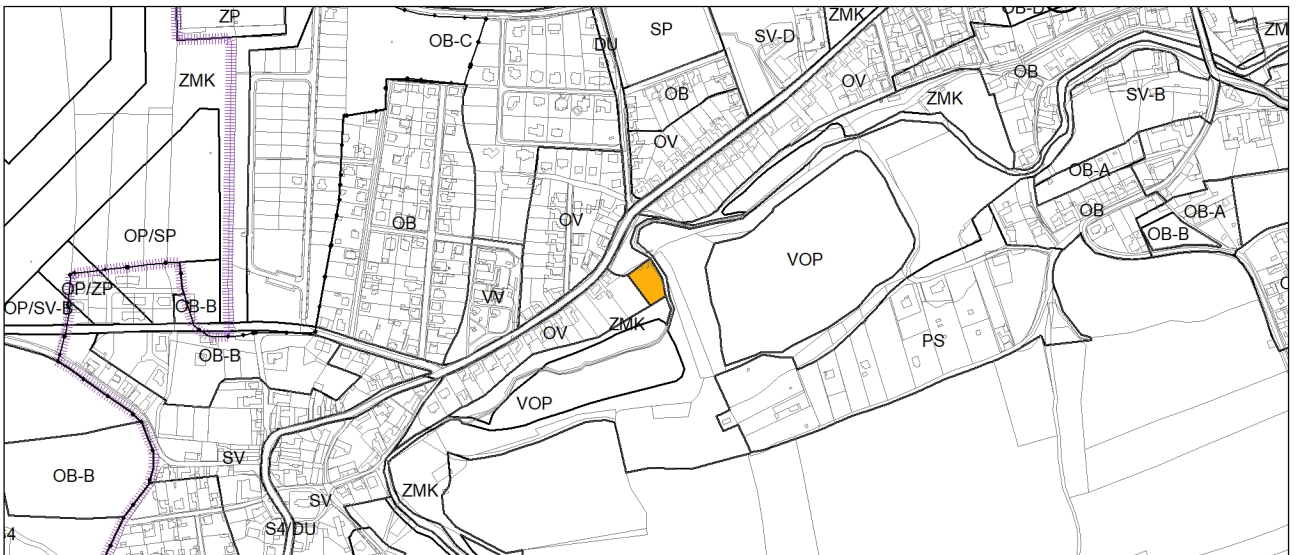 ZP
OB-C
DU
SP
ZMK
SV-D
OB-D
ZM
ZMK
OV
OB
OB
ZMK
SV-B
OV
OB-A
OB
OV
OB
OB-A
OB-B
OP/SP
VOP
OP/ZP
VV
OP/SV-B
OB-B
ZMK
OV
PS
OB-B
VOP
SV
OB-B
ZMK
SV
S4/DU